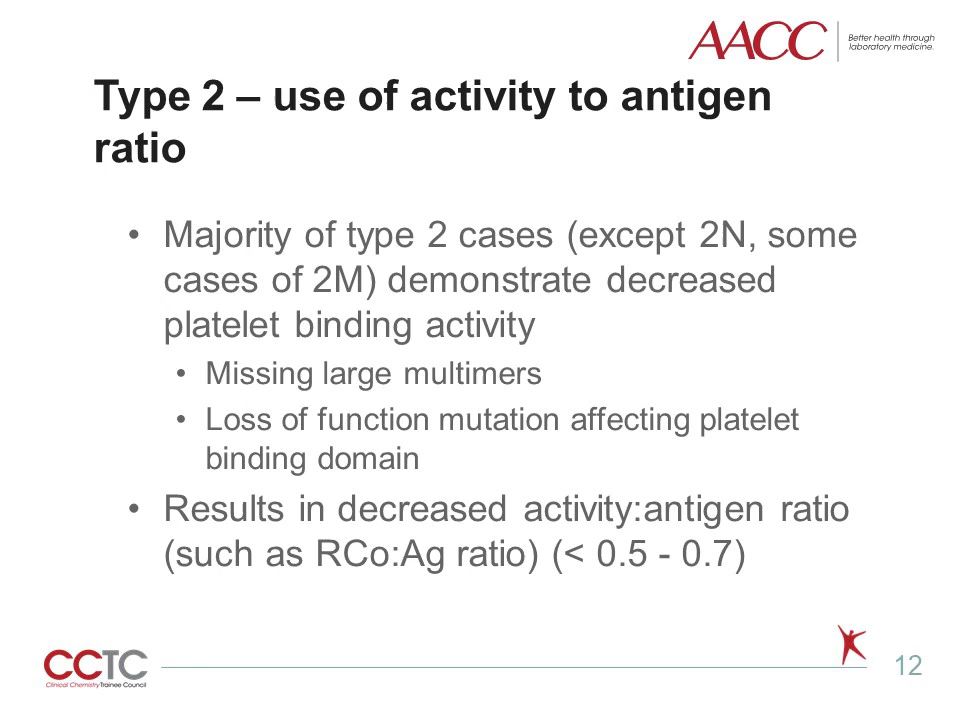 AACC
Better health through
laboratory medicine.
Type 2 – use of activity to antigen
ratio
• Majority of type 2 cases (except 2N, some
cases of 2M) demonstrate decreased
platelet binding activity
• Missing large multimers
• Loss of function mutation affecting platelet
binding domain
• Results in decreased activity:antigen ratio
(such as RCo:Ag ratio) (< 0.5 - 0.7)
CCTC
Clinical Chemistry Trainee Council
12